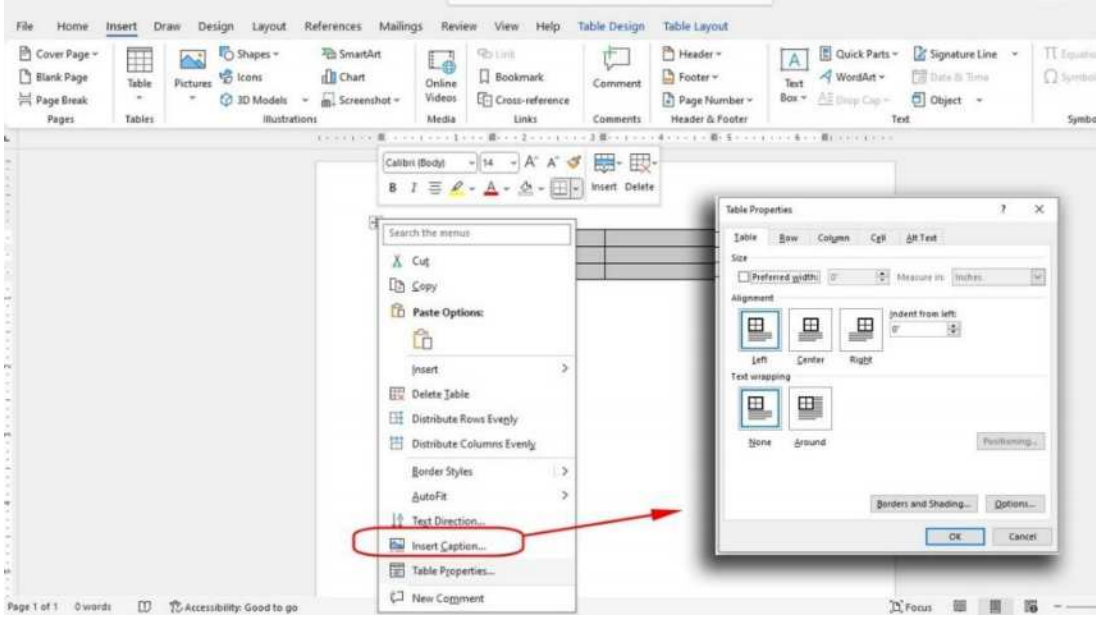 File Home Insert Draw Design Layout References Mailings Review View Help Table Design Table Layout
Cover Page
Blank Page
Page Break
Pages
Table
Tables
Pictures
Shapes
Icons
3D Models
SmartArt
Chart
Screenshot
Illustrations
Online
Videos
Media
Link
Bookmark
Cross-reference
Links
Comment
Comments
Header
Footer
Page Number
Header & Footer
Text
Box
Quick Parts
WordArt
Drop Cap
Signature Line
Date & Time
Object
Text
Calibri (Body) 14 A A
B I A Insert Delete
Search the menus
Cut
Copy
Paste Options:
Insert
Delete Table
Distribute Rows Evenly
Distribute Columns Evenly
Border Styles
AutoFit
Text Direction...
Insert Caption...
Table Properties...
New Comment
Table Properties ? X
Table Row Column Cell Alt Text
Size
Preferred width: 0" Measure in: Inches
Alignment
Indent from left:
0"
Left Center Right
Text wrapping
None Around
Positioning...
Borders and Shading... Options...
OK Cancel
Page 1 of 1 0 words Accessibility: Good to go Focus